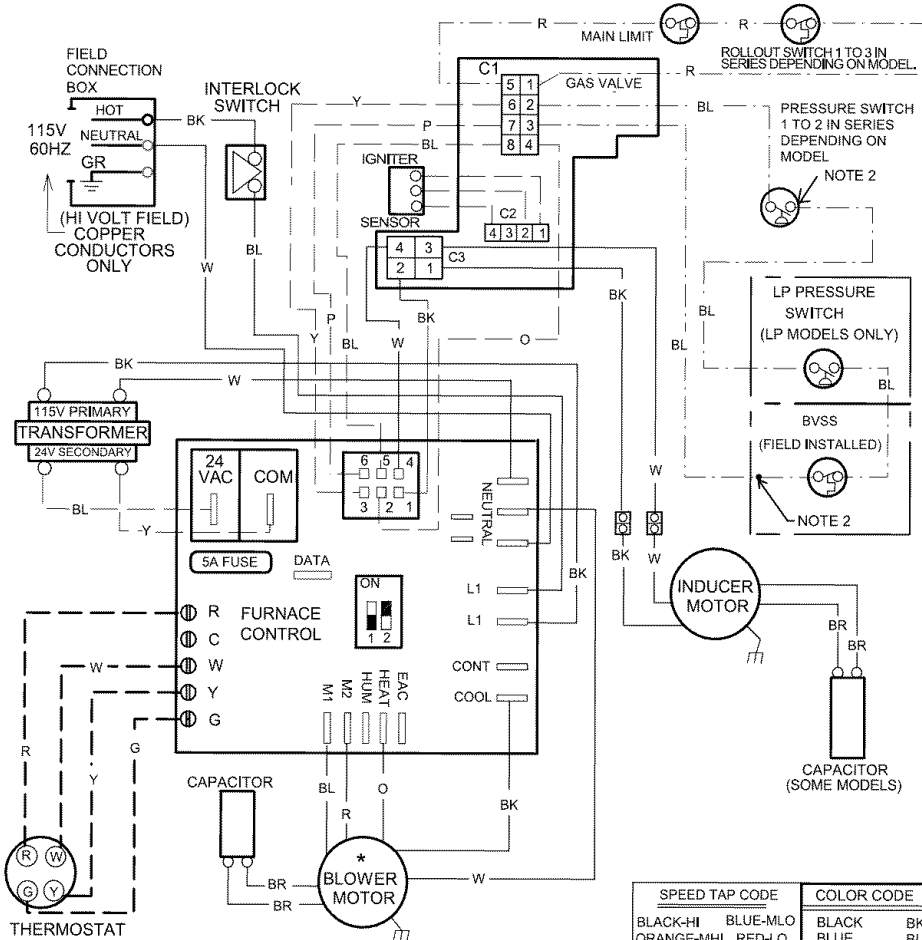 R
R
MAIN LIMIT
ROLLOUT SWITCH 1 TO 3 IN
SERIES DEPENDING ON MODEL.
FIELD
CONNECTION
BOX
HOT
115V
60HZ
NEUTRAL
GR
(HI VOLT FIELD)
COPPER
CONDUCTORS
ONLY
BK
INTERLOCK
SWITCH
W
BL
C1
5 1
6 2
7 3
8 4
GAS VALVE
R
Y
P
BL
BL
PRESSURE SWITCH
1 TO 2 IN SERIES
DEPENDING ON
MODEL
NOTE 2
IGNITER
SENSOR
C2
4 3 2 1
4 3
2 1
C3
BK
W
BL
BL
LP PRESSURE
SWITCH
(LP MODELS ONLY)
BL
BVSS
(FIELD INSTALLED)
NOTE 2
P
Y
BL
W
BK
O
BK
W
115V PRIMARY
TRANSFORMER
24V SECONDARY
BL
Y
24
VAC
COM
6 5 4
3 2 1
NEUTRAL
5A FUSE
DATA
ON
1 2
FURNACE
CONTROL
R
C
W
Y
G
L1
L1
CONT
COOL
M1
M2
HUM
HEAT
EAC
BK
BK
W
INDUCER
MOTOR
BR
BR
CAPACITOR
(SOME MODELS)
W
R
Y
G
R W
G Y
THERMOSTAT
CAPACITOR
BR
BR
BL
R
O
BK
*
BLOWER
MOTOR
W
SPEED TAP CODE
COLOR CODE
BLACK-HI BLUE-MLO
ORANGE-MHI RED-LO
BLACK BK
BLUE BL